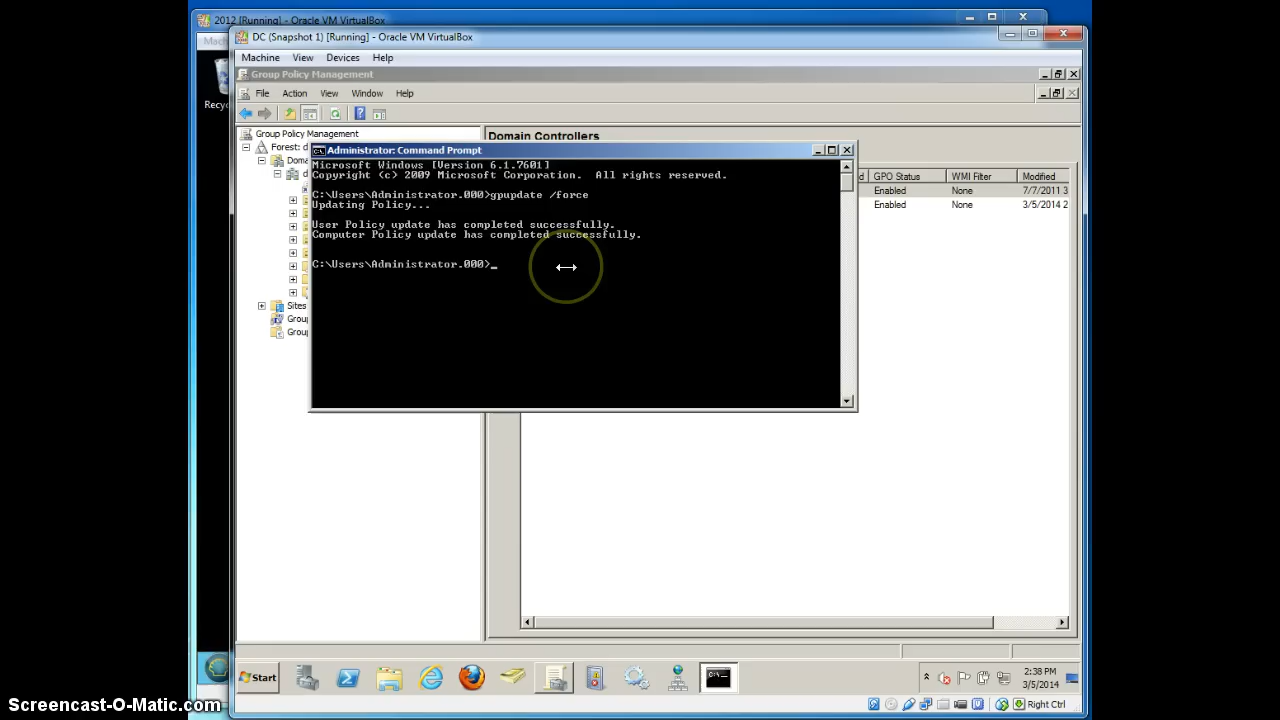 2012 [Running] - Oracle VM VirtualBox
DC (Snapshot 1) [Running] - Oracle VM VirtualBox
Machine View Devices Help
Group Policy Management
Recyc
File Action View Window Help
Group Policy Management
Domain Controllers
Forest: d
Administrator: Command Prompt
Microsoft Windows [Version 6.1.7601]
Copyright (c) 2009 Microsoft Corporation. All rights reserved.
C:\Users\Administrator.000>gpupdate /force
Updating Policy...
User Policy update has completed successfully.
Computer Policy update has completed successfully.
C:\Users\Administrator.000>_
Doma
d
d GPO Status WMI Filter Modified
Enabled None 7/7/2011 3
Enabled None 3/5/2014 2
Sites
Grou
Grou
Start
2:38 PM
3/5/2014
Right Ctrl
Screencast-O-Matic.com